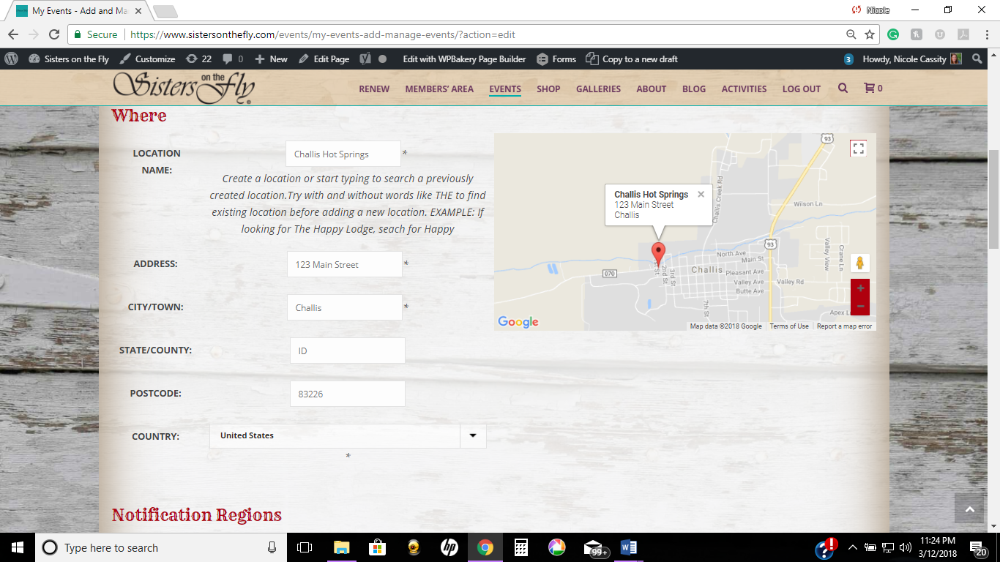 My Events - Add and Ma
Nicole
Secure
https://www.sistersonthefly.com/events/my-events-add-manage-events/?action=edit
Sisters on the Fly
Customize
22
0
New
Edit Page
Edit with WPBakery Page Builder
Forms
Copy to a new draft
3
Howdy, Nicole Cassity
Sisters on the Fly ®
RENEW
MEMBERS' AREA
EVENTS
SHOP
GALLERIES
ABOUT
BLOG
ACTIVITIES
LOG OUT
0
Where
LOCATION
NAME:
Challis Hot Springs
*
Create a location or start typing to search a previously
created location.Try with and without words like THE to find
existing location before adding a new location. EXAMPLE: If
looking for The Happy Lodge, seach for Happy
ADDRESS:
123 Main Street
*
CITY/TOWN:
Challis
*
STATE/COUNTY:
ID
POSTCODE:
83226
COUNTRY:
United States
*
93
Challis Hot Springs
123 Main Street
Challis
Challis Creek Rd
Wilson Ln
93
North Ave
Main St
Challis
Pleasant Ave
Valley Ave
Valley Rd
Butte Ave
070
1st St
2nd St
3rd St
7th St
Valley View
Crane Ln
Apex L
+
−
Google
Map data ©2018 Google
Terms of Use
Report a map error
Notification Regions
Type here to search
hp
99+
W
11:24 PM
3/12/2018
20